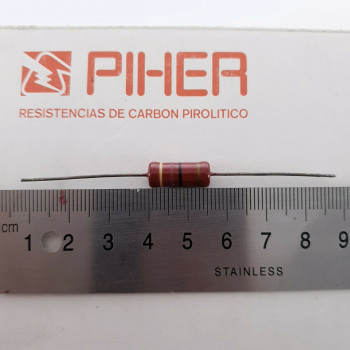 PIHER
RESISTENCIAS DE CARBON PIROLITICO
cm 1 2 3 4 5 6 7 8 9
STAINLESS